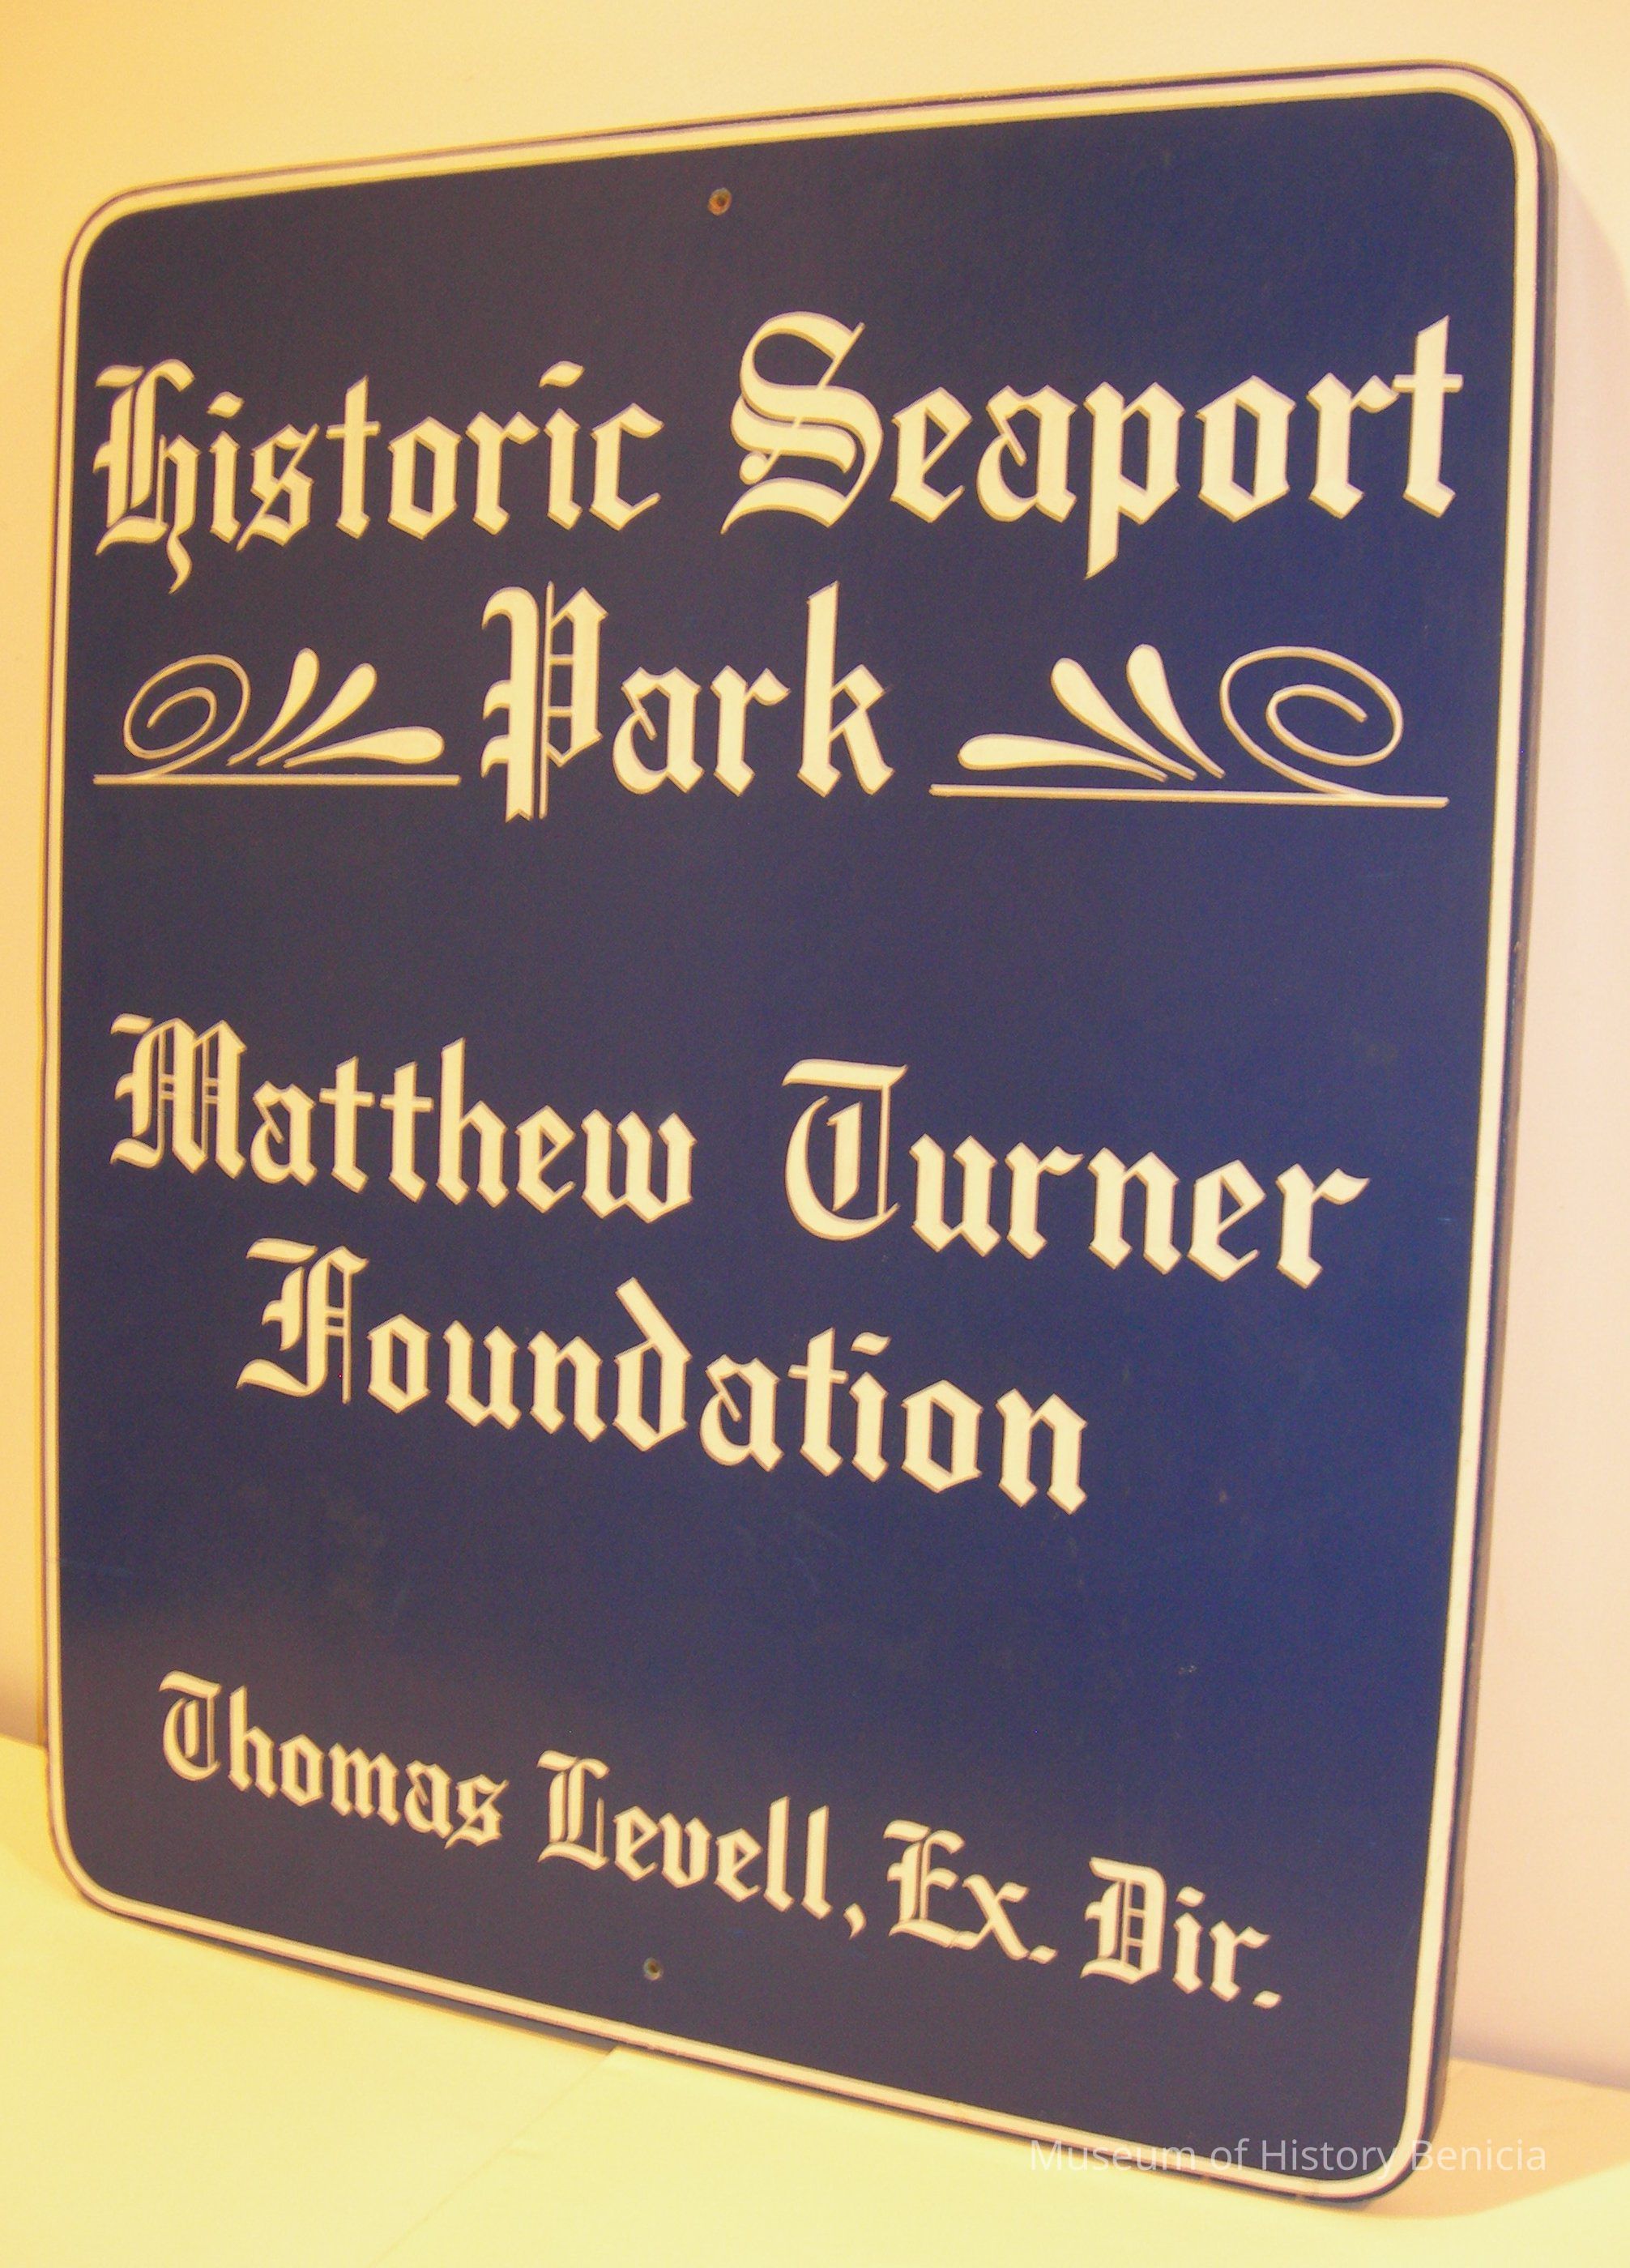 Historic Seaport
Park
Matthew Turner
Foundation
Thomas Levell, Ex. Dir.
Museum of History Benicia